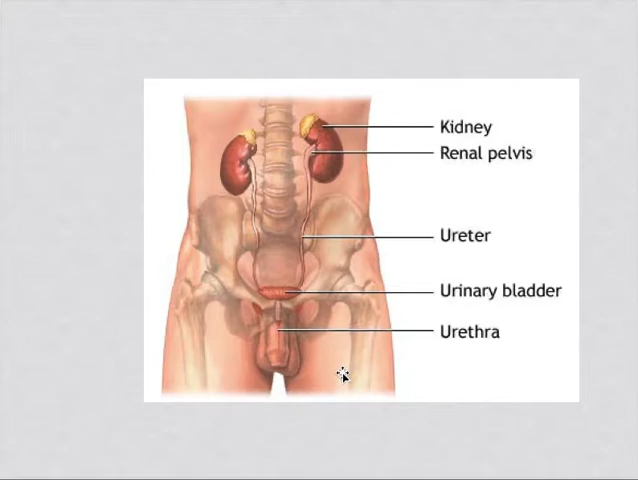 Kidney
Renal pelvis
Ureter
Urinary bladder
Urethra